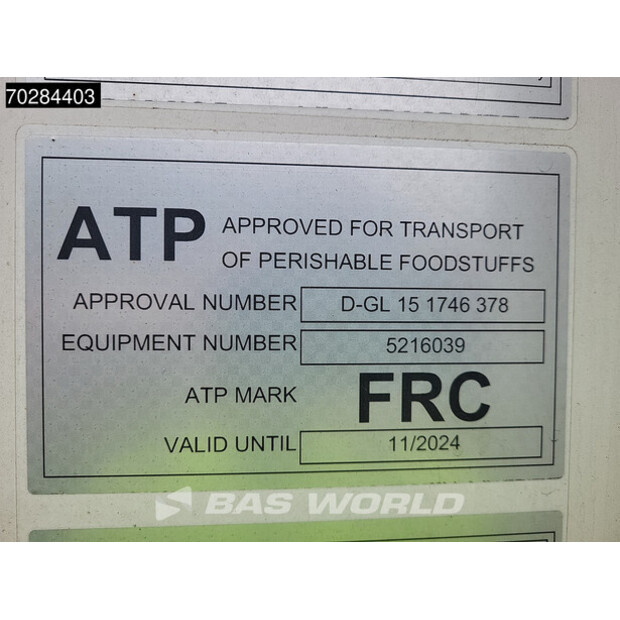 70284403
ATP APPROVED FOR TRANSPORT
OF PERISHABLE FOODSTUFFS
APPROVAL NUMBER D-GL 15 1746 378
EQUIPMENT NUMBER 5216039
ATP MARK FRC
VALID UNTIL 11/2024
BAS WORLD